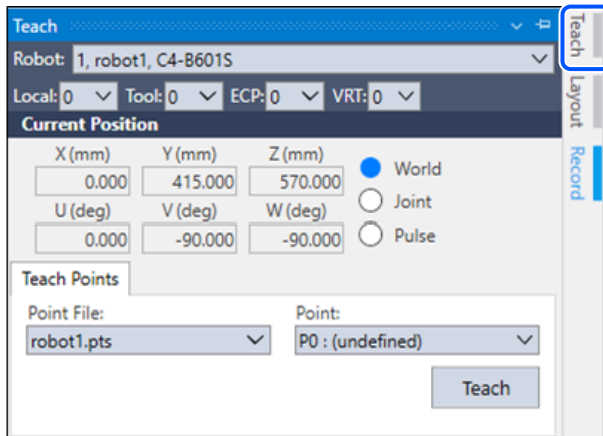 Teach
Robot: 1, robot1, C4-B601S
Local: 0 Tool: 0 ECP: 0 VRT: 0
Current Position
X (mm) Y (mm) Z (mm)
0.000 415.000 570.000
U (deg) V (deg) W (deg)
0.000 -90.000 -90.000
World
Joint
Pulse
Teach Points
Point File: Point:
robot1.pts P0 : (undefined)
Teach
Teach
Layout
Record